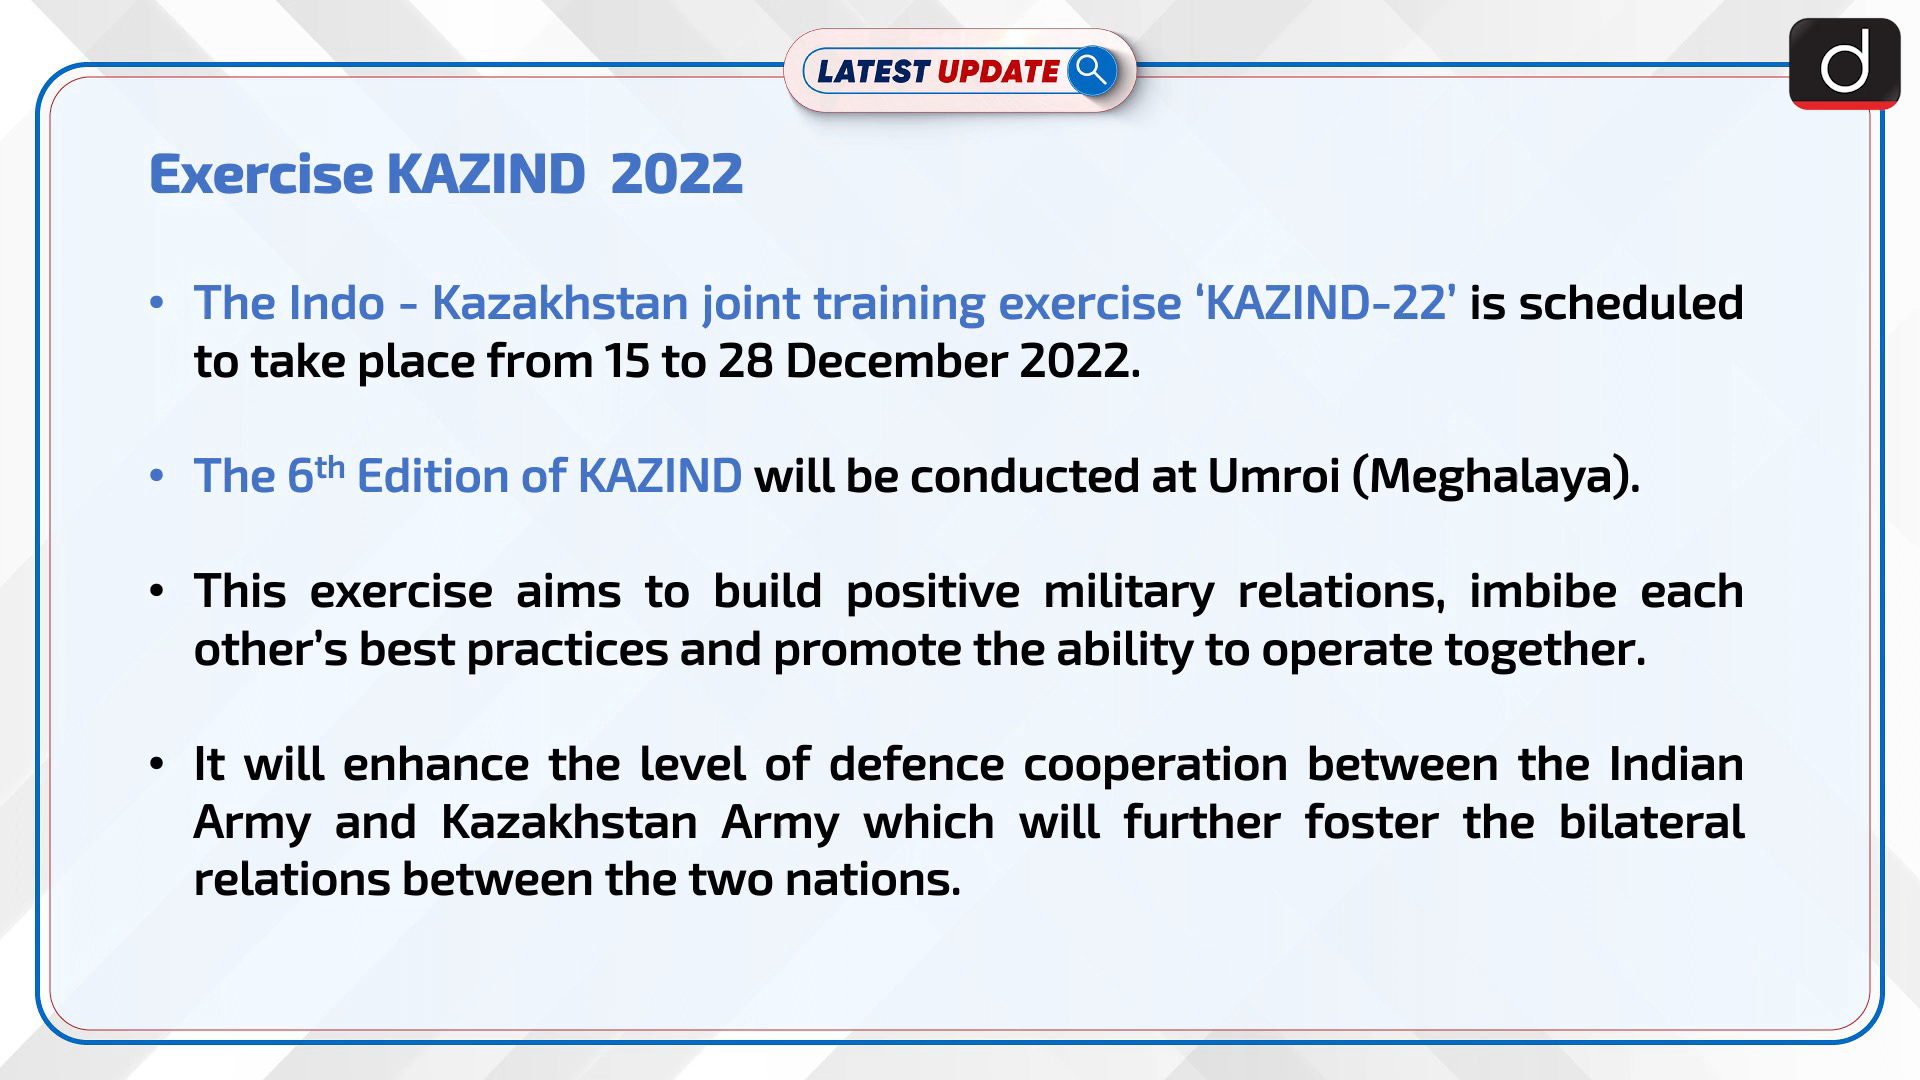 LATEST UPDATE
d
Exercise KAZIND  2022
• The Indo - Kazakhstan joint training exercise ‘KAZIND-22’ is scheduled
to take place from 15 to 28 December 2022.
• The 6th Edition of KAZIND will be conducted at Umroi (Meghalaya).
• This exercise aims to build positive military relations, imbibe each
other’s best practices and promote the ability to operate together.
• It will enhance the level of defence cooperation between the Indian
Army and Kazakhstan Army which will further foster the bilateral
relations between the two nations.